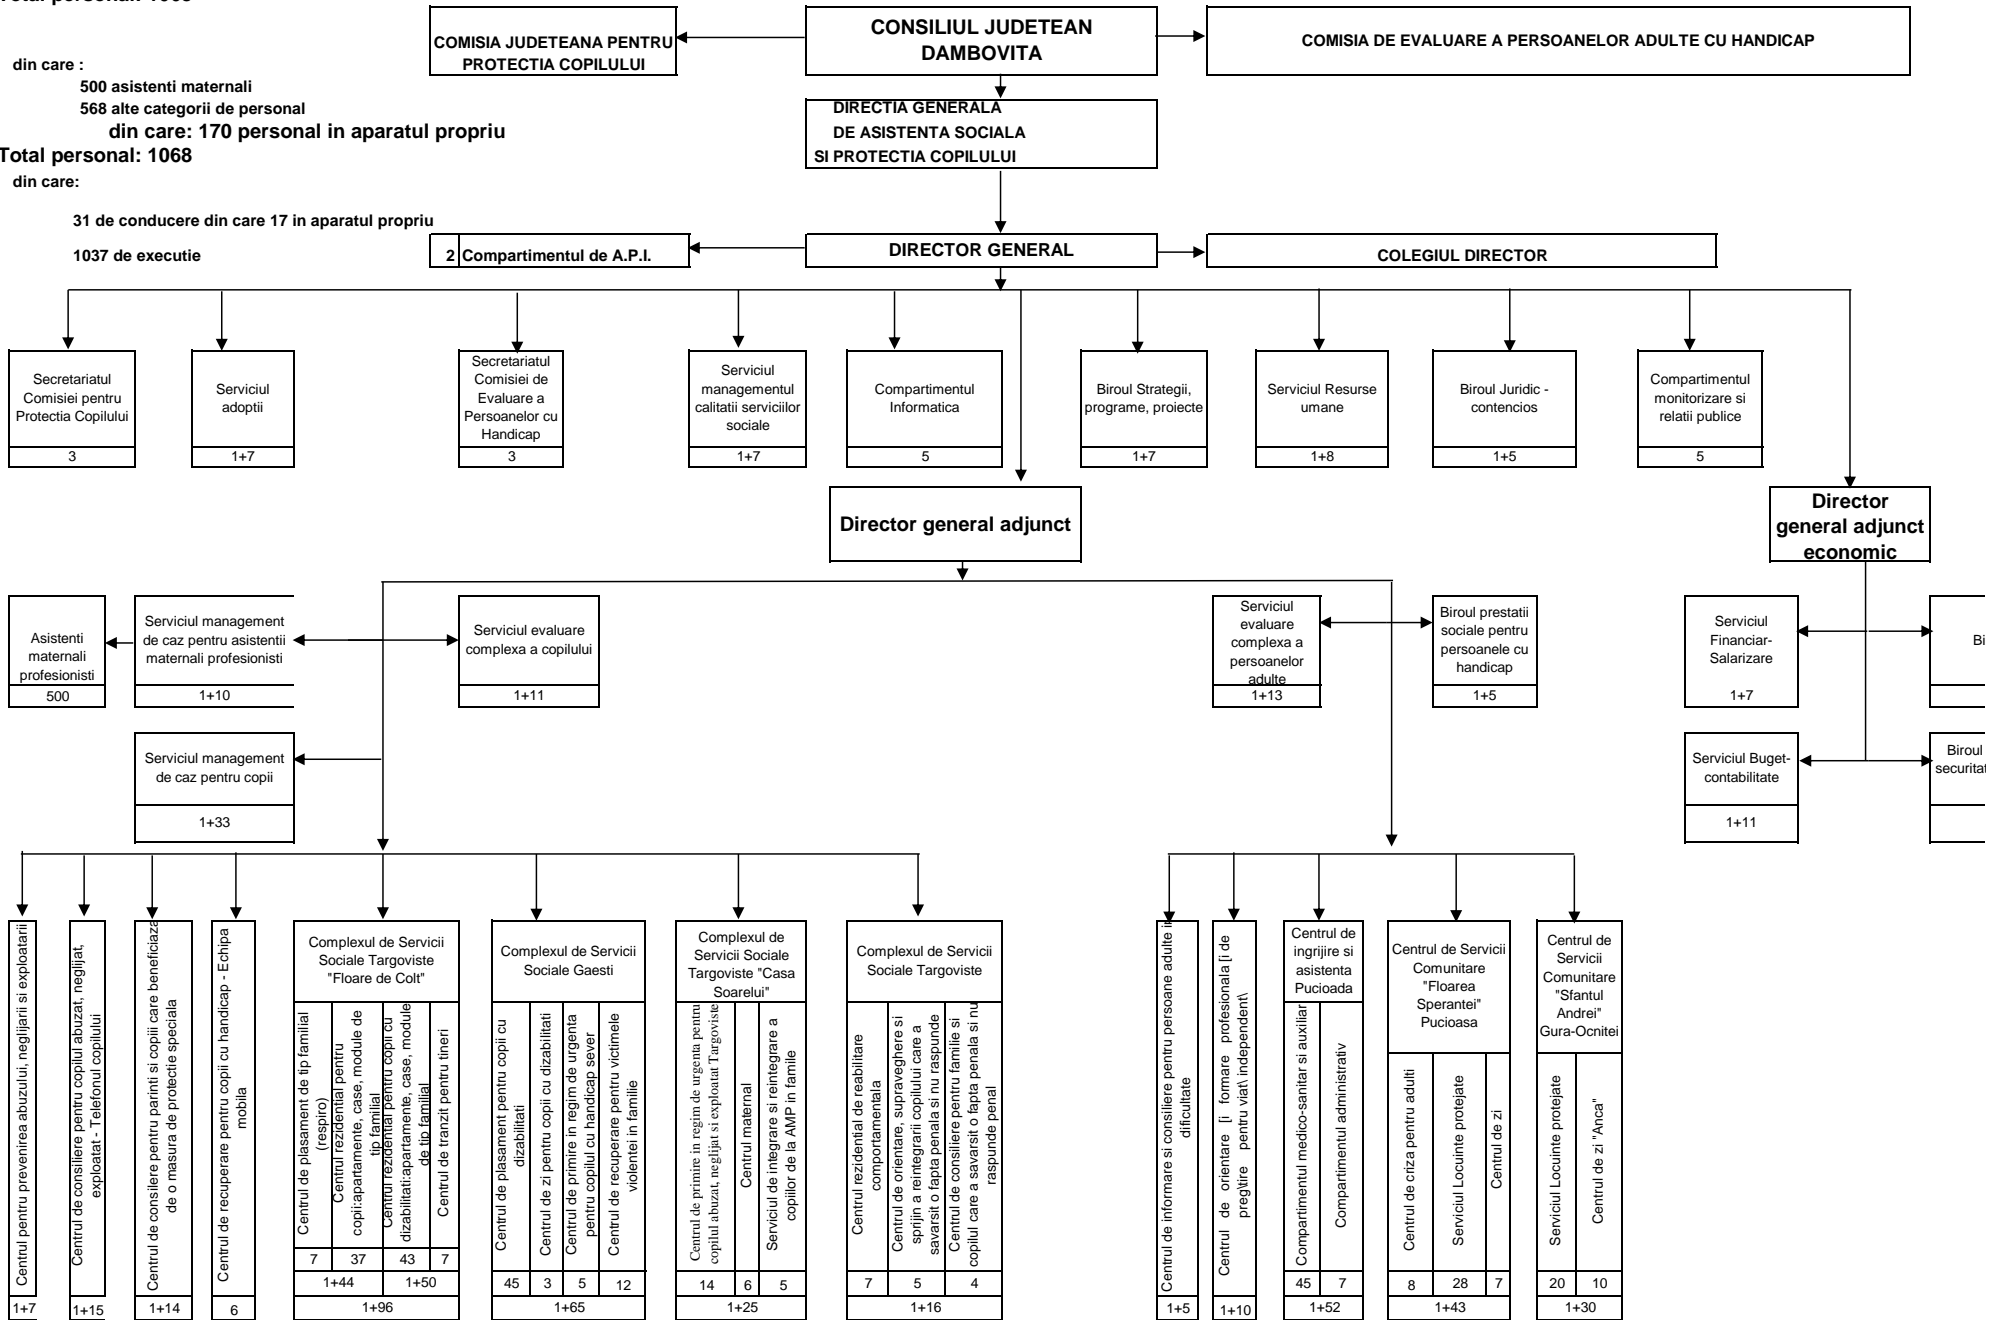 CONSILIUL JUDETEAN
DAMBOVITA
COMISIA JUDETEANA PENTRU
PROTECTIA COPILULUI
COMISIA DE EVALUARE A PERSOANELOR ADULTE CU HANDICAP
din care :
500 asistenti maternali
568 alte categorii de personal
din care: 170 personal in aparatul propriu
Total personal: 1068
din care:
31 de conducere din care 17 in aparatul propriu
1037 de executie
DIRECTIA GENERALA
DE ASISTENTA SOCIALA
SI PROTECTIA COPILULUI
2 Compartimentul de A.P.I.
DIRECTOR GENERAL
COLEGIUL DIRECTOR
Secretariatul
Comisiei pentru
Protectia Copilului
3
Serviciul
adoptii
1+7
Secretariatul
Comisiei de
Evaluare a
Persoanelor cu
Handicap
3
Serviciul
managementul
calitatii serviciilor
sociale
1+7
Compartimentul
Informatica
5
Biroul Strategii,
programe, proiecte
1+7
Serviciul Resurse
umane
1+8
Biroul Juridic -
contencios
1+5
Compartimentul
monitorizare si
relatii publice
5
Director general adjunct
Director
general adjunct
economic
Asistenti
maternali
profesionisti
500
Serviciul management
de caz pentru asistentii
maternali profesionisti
1+10
Serviciul evaluare
complexa a copilului
1+11
Serviciul
evaluare
complexa a
persoanelor
adulte
1+13
Biroul prestatii
sociale pentru
persoanele cu
handicap
1+5
Serviciul
Financiar-
Salarizare
1+7
Bi
Serviciul management
de caz pentru copii
1+33
Serviciul Buget-
contabilitate
1+11
Biroul
securitat
Centrul pentru prevenirea abuzului, neglijarii si exploatarii
1+7
Centrul de consiliere pentru copilul abuzat, neglijat,
exploatat - Telefonul copilului
1+15
Centrul de consilere pentru parinti si copiii care beneficiaza
de o masura de protectie speciala
1+14
Centrul de recuperare pentru copii cu handicap - Echipa
mobila
6
Complexul de Servicii
Sociale Targoviste
"Floare de Colt"
Centrul de plasament de tip familial
(respiro)
7
Centrul rezidential pentru
copii:apartamente, case, module de
tip familial
37
Centrul rezidential pentru copii cu
dizabilitati:apartamente, case, module
de tip familial
43
Centrul de tranzit pentru tineri
7
1+44
1+50
1+96
Complexul de Servicii
Sociale Gaesti
Centrul de plasament pentru copii cu
dizabilitati
45
Centrul de zi pentru copii cu dizabilitati
3
Centrul de primire in regim de urgenta
pentru copilul cu handicap sever
5
Centrul de recuperare pentru victimele
violentei in familie
12
1+65
Complexul de
Servicii Sociale
Targoviste "Casa
Soarelui"
Centrul de primire in regim de urgenta pentru
copilul abuzat, neglijat si exploatat Targoviste
14
Centrul maternal
6
Serviciul de integrare si reintegrare a
copiilor de la AMP in familie
5
1+25
Complexul de Servicii
Sociale Targoviste
Centrul rezidential de reabilitare
comportamentala
7
Centrul de orientare, supraveghere si
sprijin a reintegrarii copilului care a
savarsit o fapta penala si nu raspunde
5
Centrul de consiliere pentru familie si
copilul care a savarsit o fapta penala si nu
raspunde penal
4
1+16
Centrul de informare si consiliere pentru persoane adulte in
dificultate
1+5
Centrul de orientare [i formare profesionala [i de
preg\tire pentru viat\ independent\
1+10
Centrul de
ingrijire si
asistenta
Pucioada
Compartimentul medico-sanitar si auxiliar
45
Compartimentul administrativ
7
1+52
Centrul de Servicii
Comunitare
"Floarea
Sperantei"
Pucioasa
Centrul de criza pentru adulti
8
Serviciul Locuinte protejate
28
Centrul de zi
7
1+43
Centrul de
Servicii
Comunitare
"Sfantul
Andrei"
Gura-Ocnitei
Serviciul Locuinte protejate
20
Centrul de zi "Anca"
10
1+30